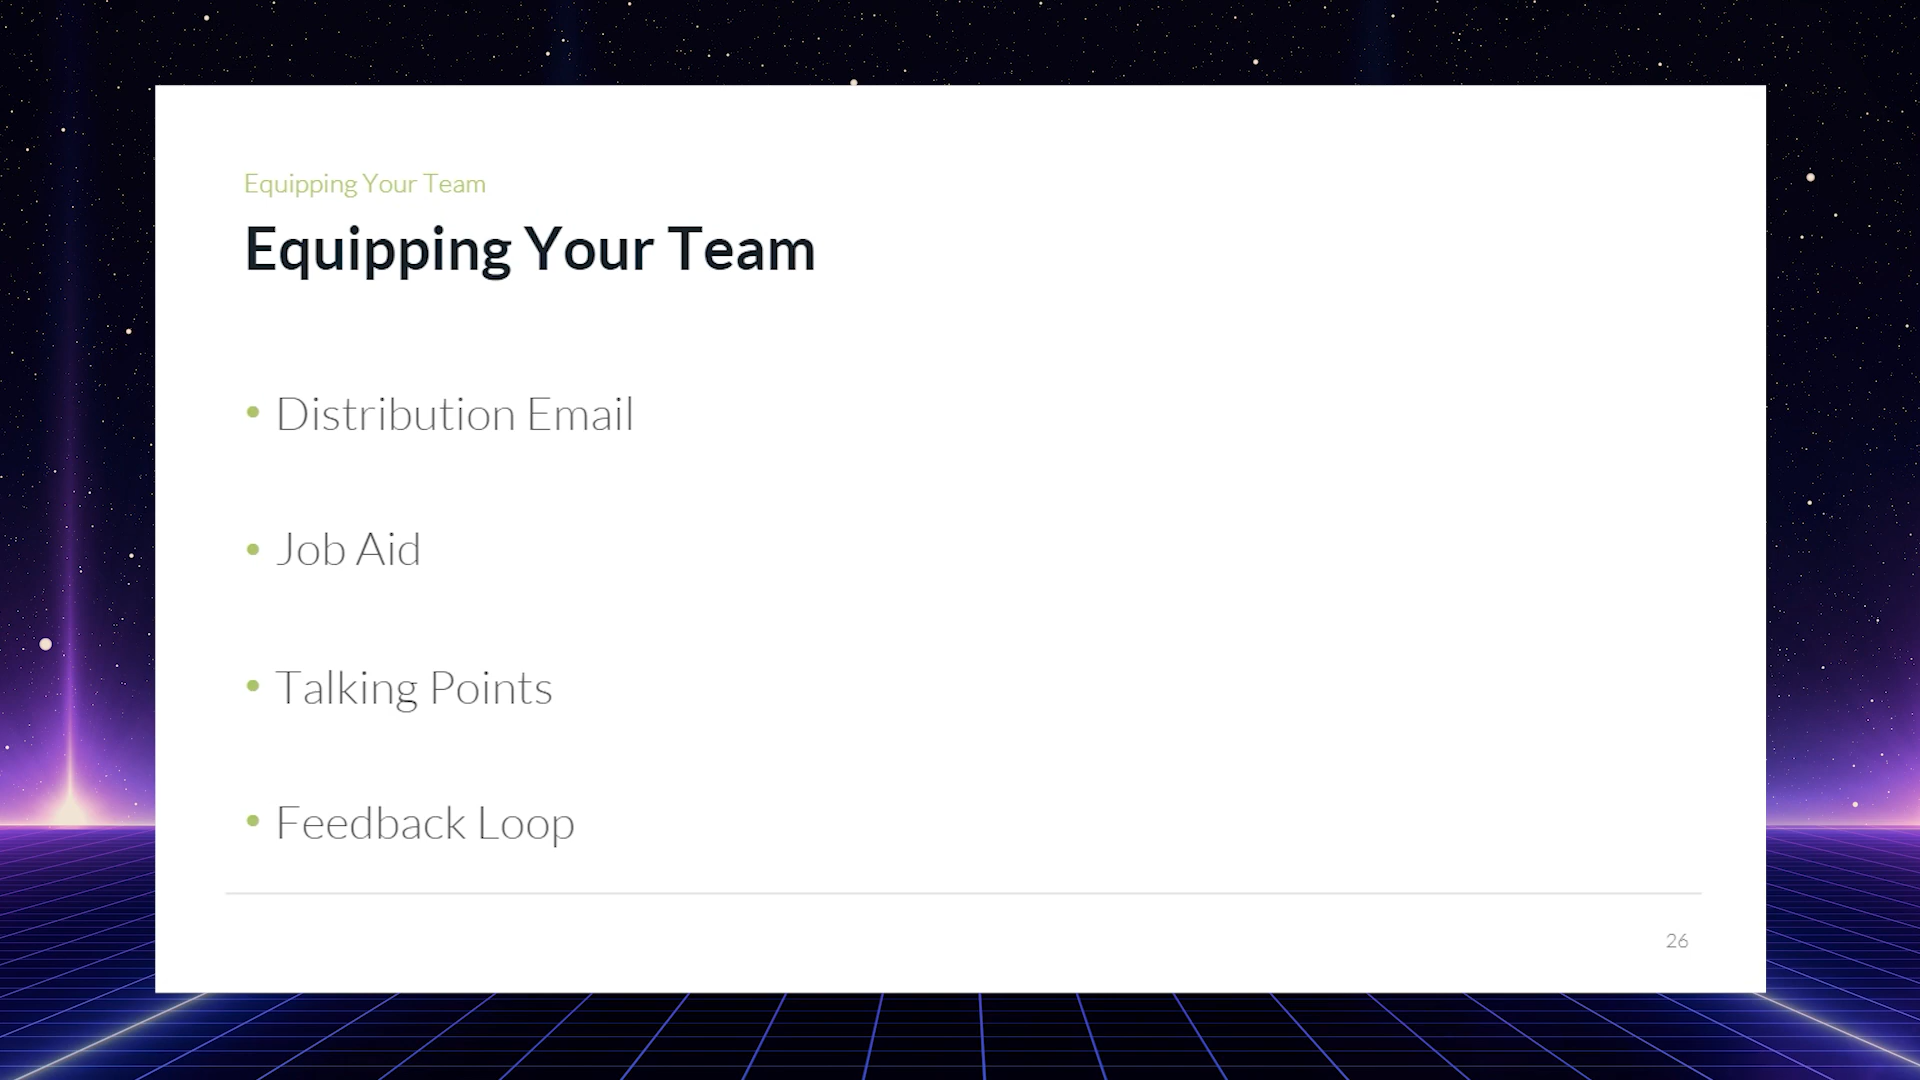 Equipping Your Team
Equipping Your Team
• Distribution Email
• Job Aid
• Talking Points
• Feedback Loop
26